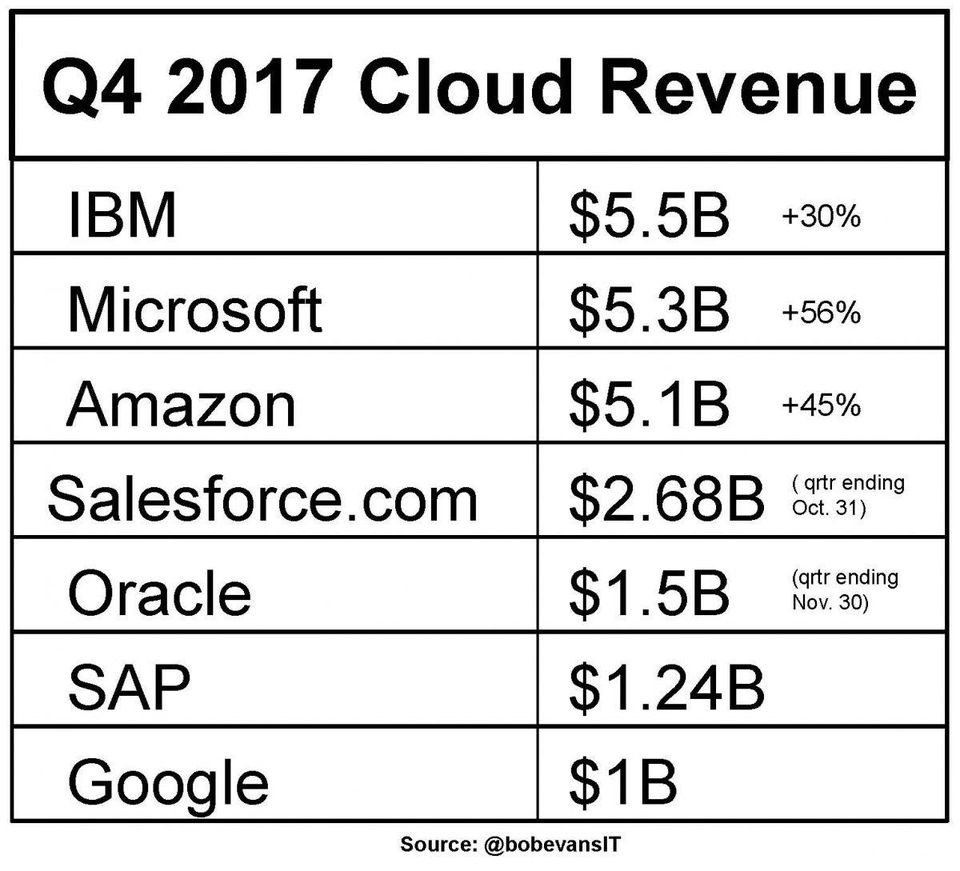 Q4 2017 Cloud Revenue
IBM $5.5B +30%
Microsoft $5.3B +56%
Amazon $5.1B +45%
Salesforce.com $2.68B ( qrtr ending
Oct. 31)
Oracle $1.5B (qrtr ending
Nov. 30)
SAP $1.24B
Google $1B
Source: @bobevansIT